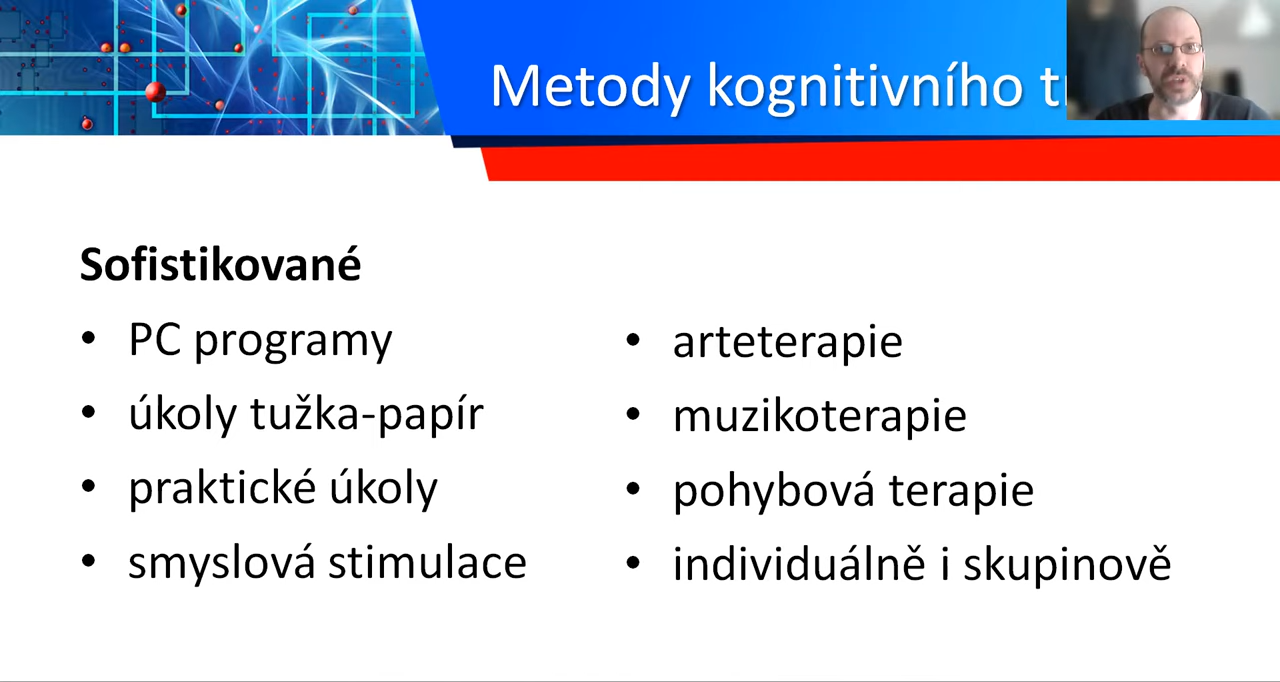 Metody kognitivního
Sofistikované
• PC programy
• úkoly tužka-papír
• praktické úkoly
• smyslová stimulace
• arteterapie
• muzikoterapie
• pohybová terapie
• individuálně i skupinově